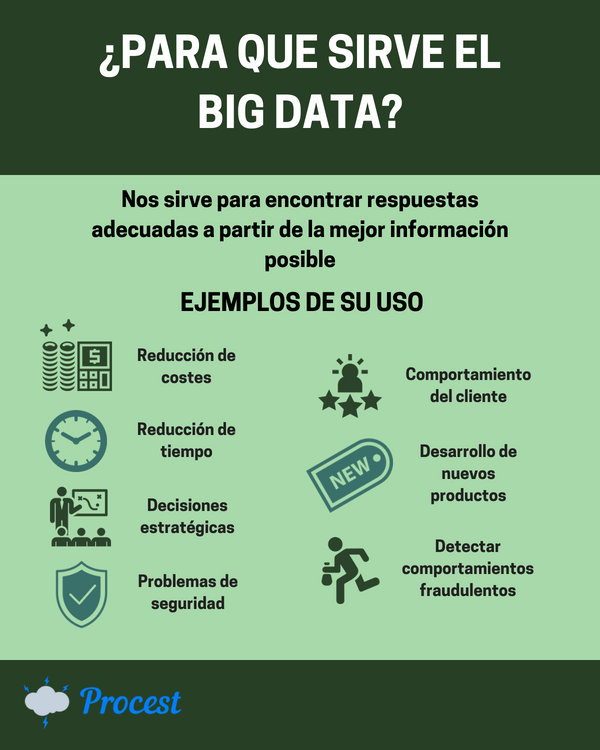 ¿PARA QUE SIRVE EL
BIG DATA?
Nos sirve para encontrar respuestas
adecuadas a partir de la mejor información
posible
EJEMPLOS DE SU USO
$
Reducción de
costes
Reducción de
tiempo
Decisiones
estratégicas
Problemas de
seguridad
Comportamiento
del cliente
NEW
Desarrollo de
nuevos
productos
Detectar
comportamientos
fraudulentos
Procest